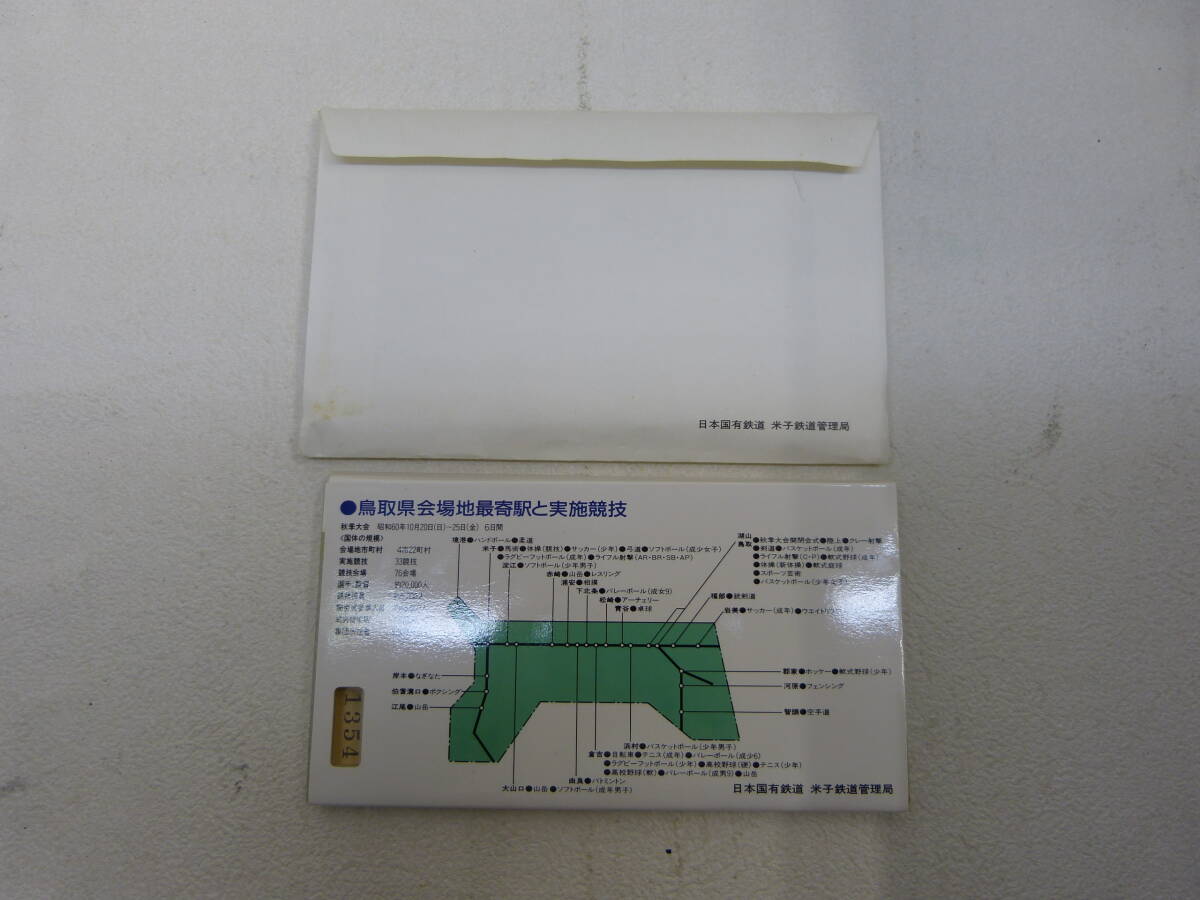 日本国有鉄道 米子鉄道管理局
●鳥取県会場地最寄駅と実施競技
秋季大会 昭和60年10月20日(日)~25日(金) 6日間
〈国体の規模〉
会場地市町村 4市22町村
実施競技 33競技
競技会場 76会場
選手、監督 約20,000人
境港●ハンドボール●柔道
米子●馬術●体操(競技)●サッカー(少年)●弓道●ソフトボール(成少女子)
●ラグビーフットボール(成年)●ライフル射撃(AR・BR・SB・AP)
淀江●ソフトボール(少年男子)
赤崎●山岳●レスリング
浦安●相撲
下北条●バレーボール(成女9)
松崎●アーチェリー
青谷●卓球
湖山
鳥取
●秋季大会開閉会式●陸上●クレー射撃
●剣道●バスケットボール(成年)
●ライフル射撃(C・P)●軟式野球(成年)
●体操(新体操)●軟式庭球
●スポーツ芸術
●バスケットボール(少年女子)
福部●銃剣道
岩美●サッカー(成年)●ウエイトリフ
郡家●ホッケー●軟式野球(少年)
河原●フェンシング
智頭●空手道
岸本●なぎなた
伯耆溝口●ボクシング
江尾●山岳
浜村●バスケットボール(少年男子)
倉吉●自転車●テニス(成年)●バレーボール(成少6)
●ラグビーフットボール(少年)●高校野球(硬)●テニス(少年)
●高校野球(軟)●バレーボール(成男9)●山岳
由良●バトミントン
大山口●山岳●ソフトボール(成年男子)
1354
日本国有鉄道 米子鉄道管理局